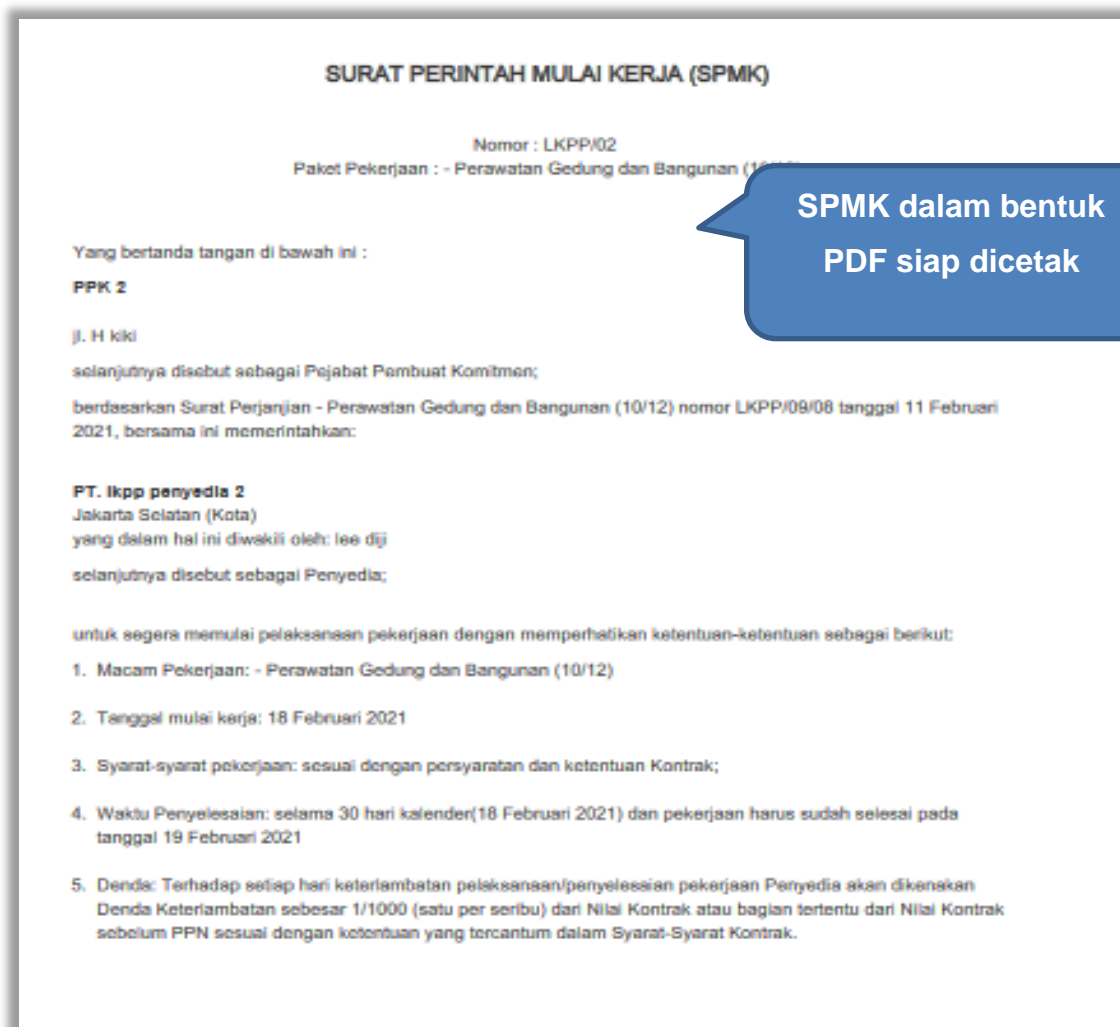 SURAT PERINTAH MULAI KERJA (SPMK)
Nomor : LKPP/02
Paket Pekerjaan : - Perawatan Gedung dan Bangunan
SPMK dalam bentuk
PDF siap dicetak
Yang bertanda tangan di bawah ini :
PPK 2
jl. H kiki
selanjutnya disebut sebagai Pejabat Pembuat Komitmen;
berdasarkan Surat Perjanjian - Perawatan Gedung dan Bangunan (10/12) nomor LKPP/09/08 tanggal 11 Februari
2021, bersama ini memerintahkan:
PT. lkpp penyedia 2
Jakarta Selatan (Kota)
yang dalam hal ini diwakili oleh: lee diji
selanjutnya disebut sebagai Penyedia;
untuk segera memulai pelaksanaan pekerjaan dengan memperhatikan ketentuan-ketentuan sebagai berikut:
1. Macam Pekerjaan: - Perawatan Gedung dan Bangunan (10/12)
2. Tanggal mulai kerja: 18 Februari 2021
3. Syarat-syarat pekerjaan: sesuai dengan persyaratan dan ketentuan Kontrak;
4. Waktu Penyelesaian: selama 30 hari kalender(18 Februari 2021) dan pekerjaan harus sudah selesai pada
tanggal 19 Februari 2021
5. Denda: Terhadap setiap hari keterlambatan pelaksanaan/penyelesaian pekerjaan Penyedia akan dikenakan
Denda Keterlambatan sebesar 1/1000 (satu per seribu) dari Nilai Kontrak atau bagian tertentu dari Nilai Kontrak
sebelum PPN sesuai dengan ketentuan yang tercantum dalam Syarat-Syarat Kontrak.